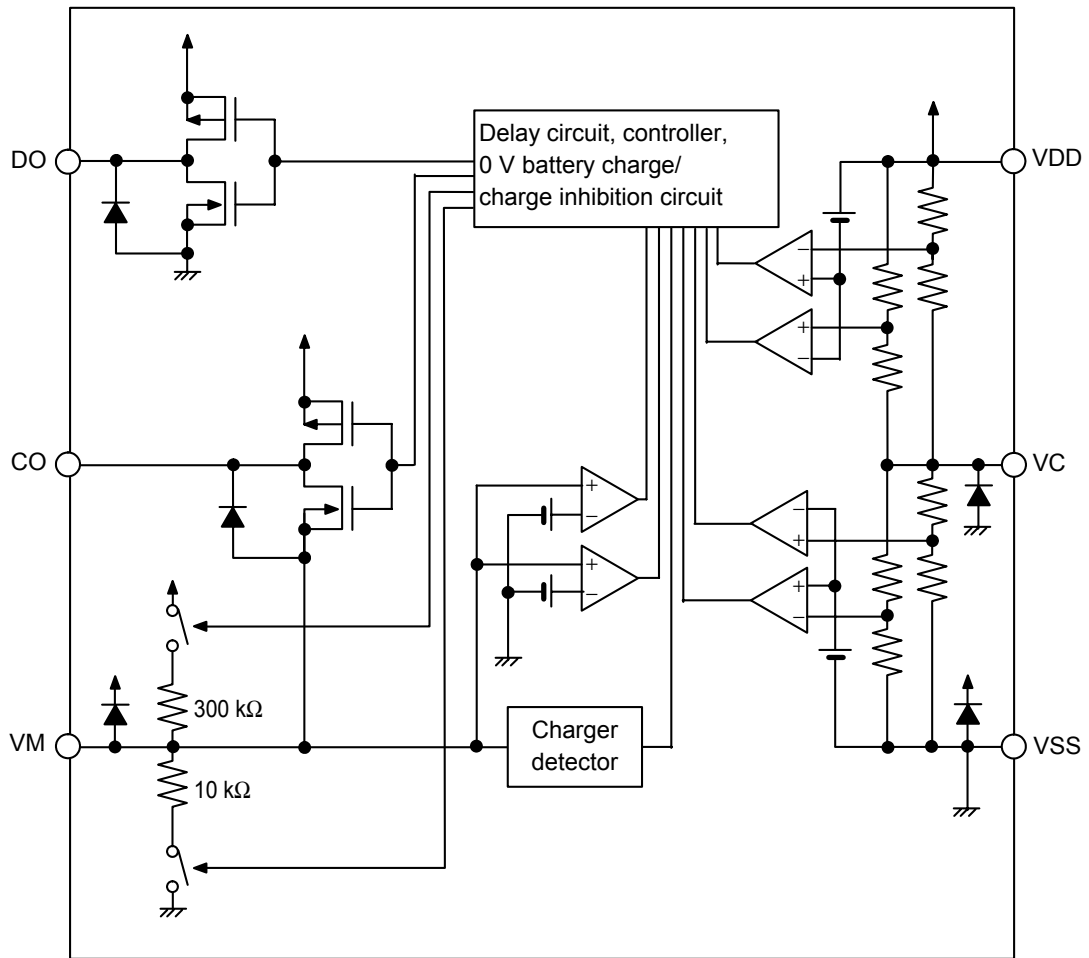 Delay circuit, controller,
0 V battery charge/
charge inhibition circuit
DO
VDD
−
+
+
−
CO
VC
+
−
−
+
+
−
+
−
300 kΩ
VM
Charger
detector
VSS
10 kΩ